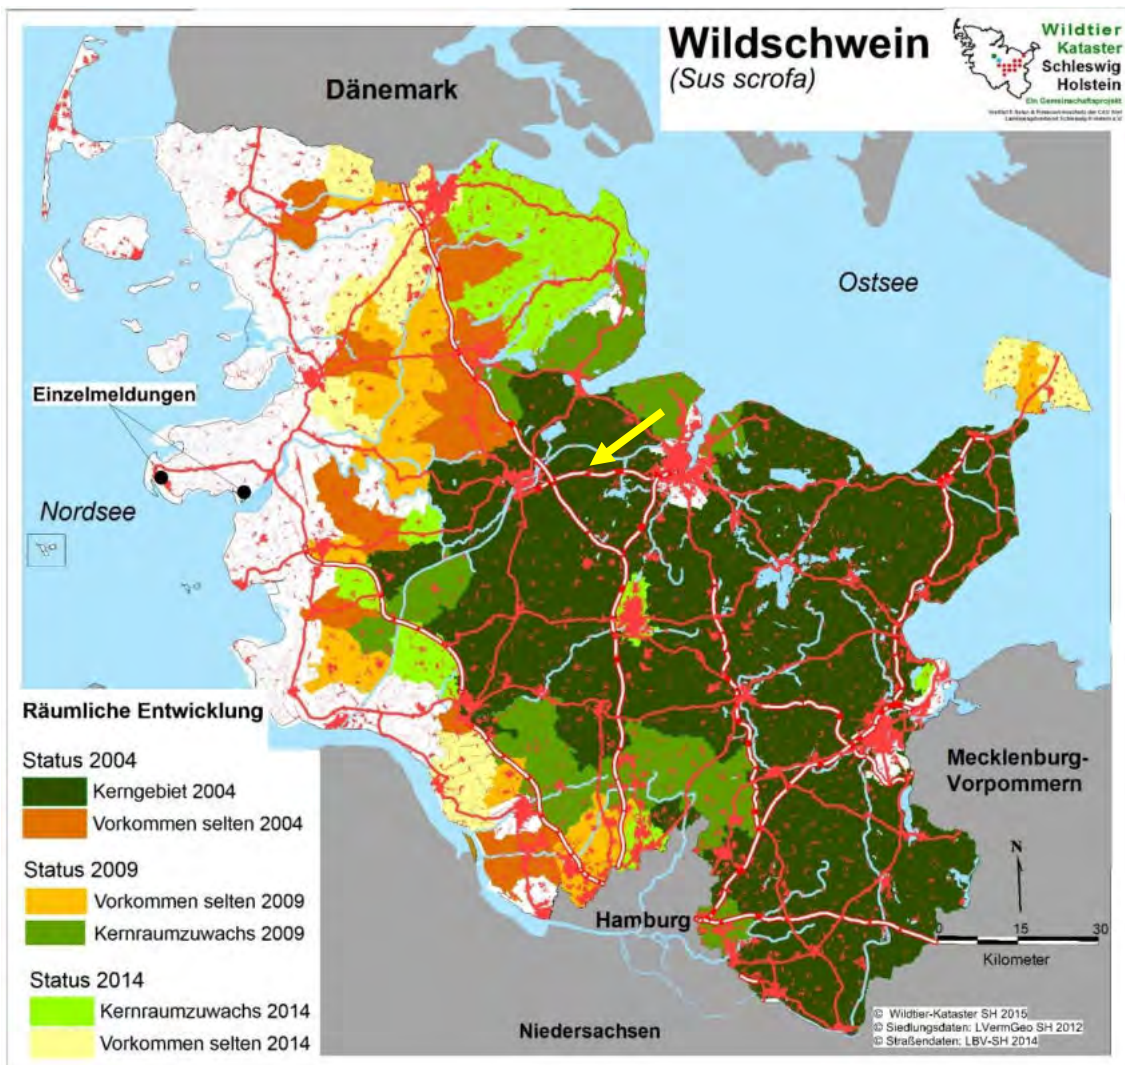 Wildschwein
(Sus scrofa)
Wildtier
Kataster
Schleswig
Holstein
Ein Gemeinschaftsprojekt
Dänemark
Ostsee
Einzelmeldungen
Nordsee
Räumliche Entwicklung
Status 2004
Kerngebiet 2004
Vorkommen selten 2004
Status 2009
Vorkommen selten 2009
Kernraumzuwachs 2009
Status 2014
Kernraumzuwachs 2014
Vorkommen selten 2014
Mecklenburg-
Vorpommern
N
Hamburg
0 15 30
Kilometer
Niedersachsen
© Wildtier-Kataster SH 2015
© Siedlungsdaten: LVermGeo SH 2012
© Straßendaten: LBV-SH 2014